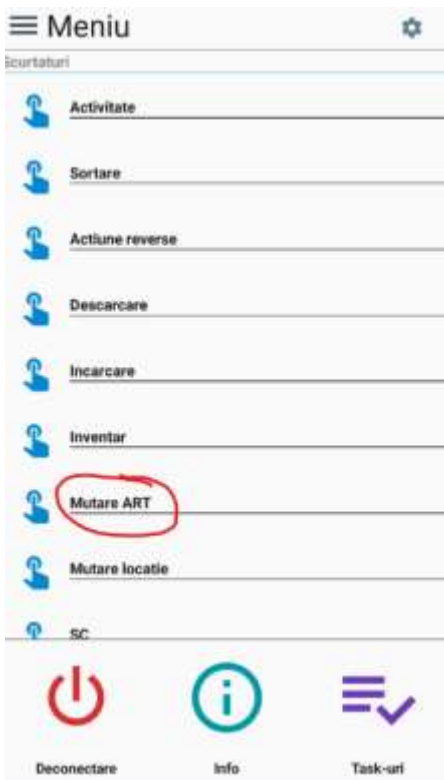 Meniu
Scurtaturi
Activitate
Sortare
Actiune reverse
Descarcare
Incarcare
Inventar
Mutare ART
Mutare locatie
SC
Deconectare
Info
Task-uri